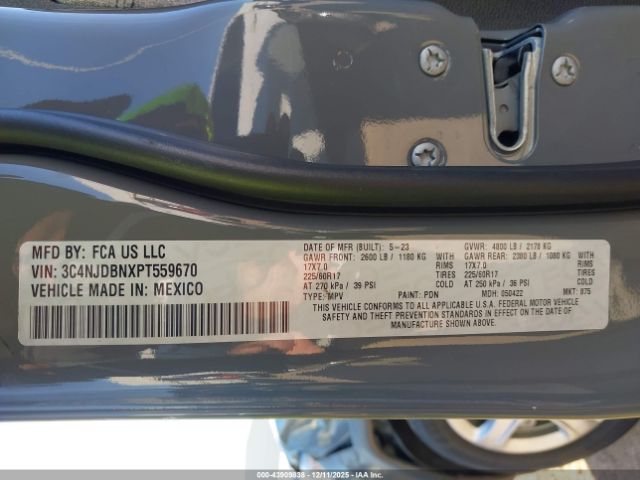 MFD BY: FCA US LLC
VIN: 3C4NJDBNXPT559670
VEHICLE MADE IN: MEXICO
DATE OF MFR (BUILT): 5-23 GVWR: 4800 LB / 2178 KG
GAWR FRONT: 2600 LB / 1180 KG WITH GAWR REAR: 2380 LB / 1080 KG WITH
17X7.0 RIMS 17X7.0 RIMS
225/60R17 TIRES 225/60R17 TIRES
AT 270 kPa / 39 PSI COLD AT 250 kPa / 36 PSI COLD
TYPE: MPV PAINT: PDN MDH: 050422 MKT: 875
THIS VEHICLE CONFORMS TO ALL APPLICABLE U.S.A. FEDERAL MOTOR VEHICLE
SAFETY AND THEFT PREVENTION STANDARDS IN EFFECT ON THE DATE OF
MANUFACTURE SHOWN ABOVE.
000-43909838 - 12/11/2025 - IAAI.COM